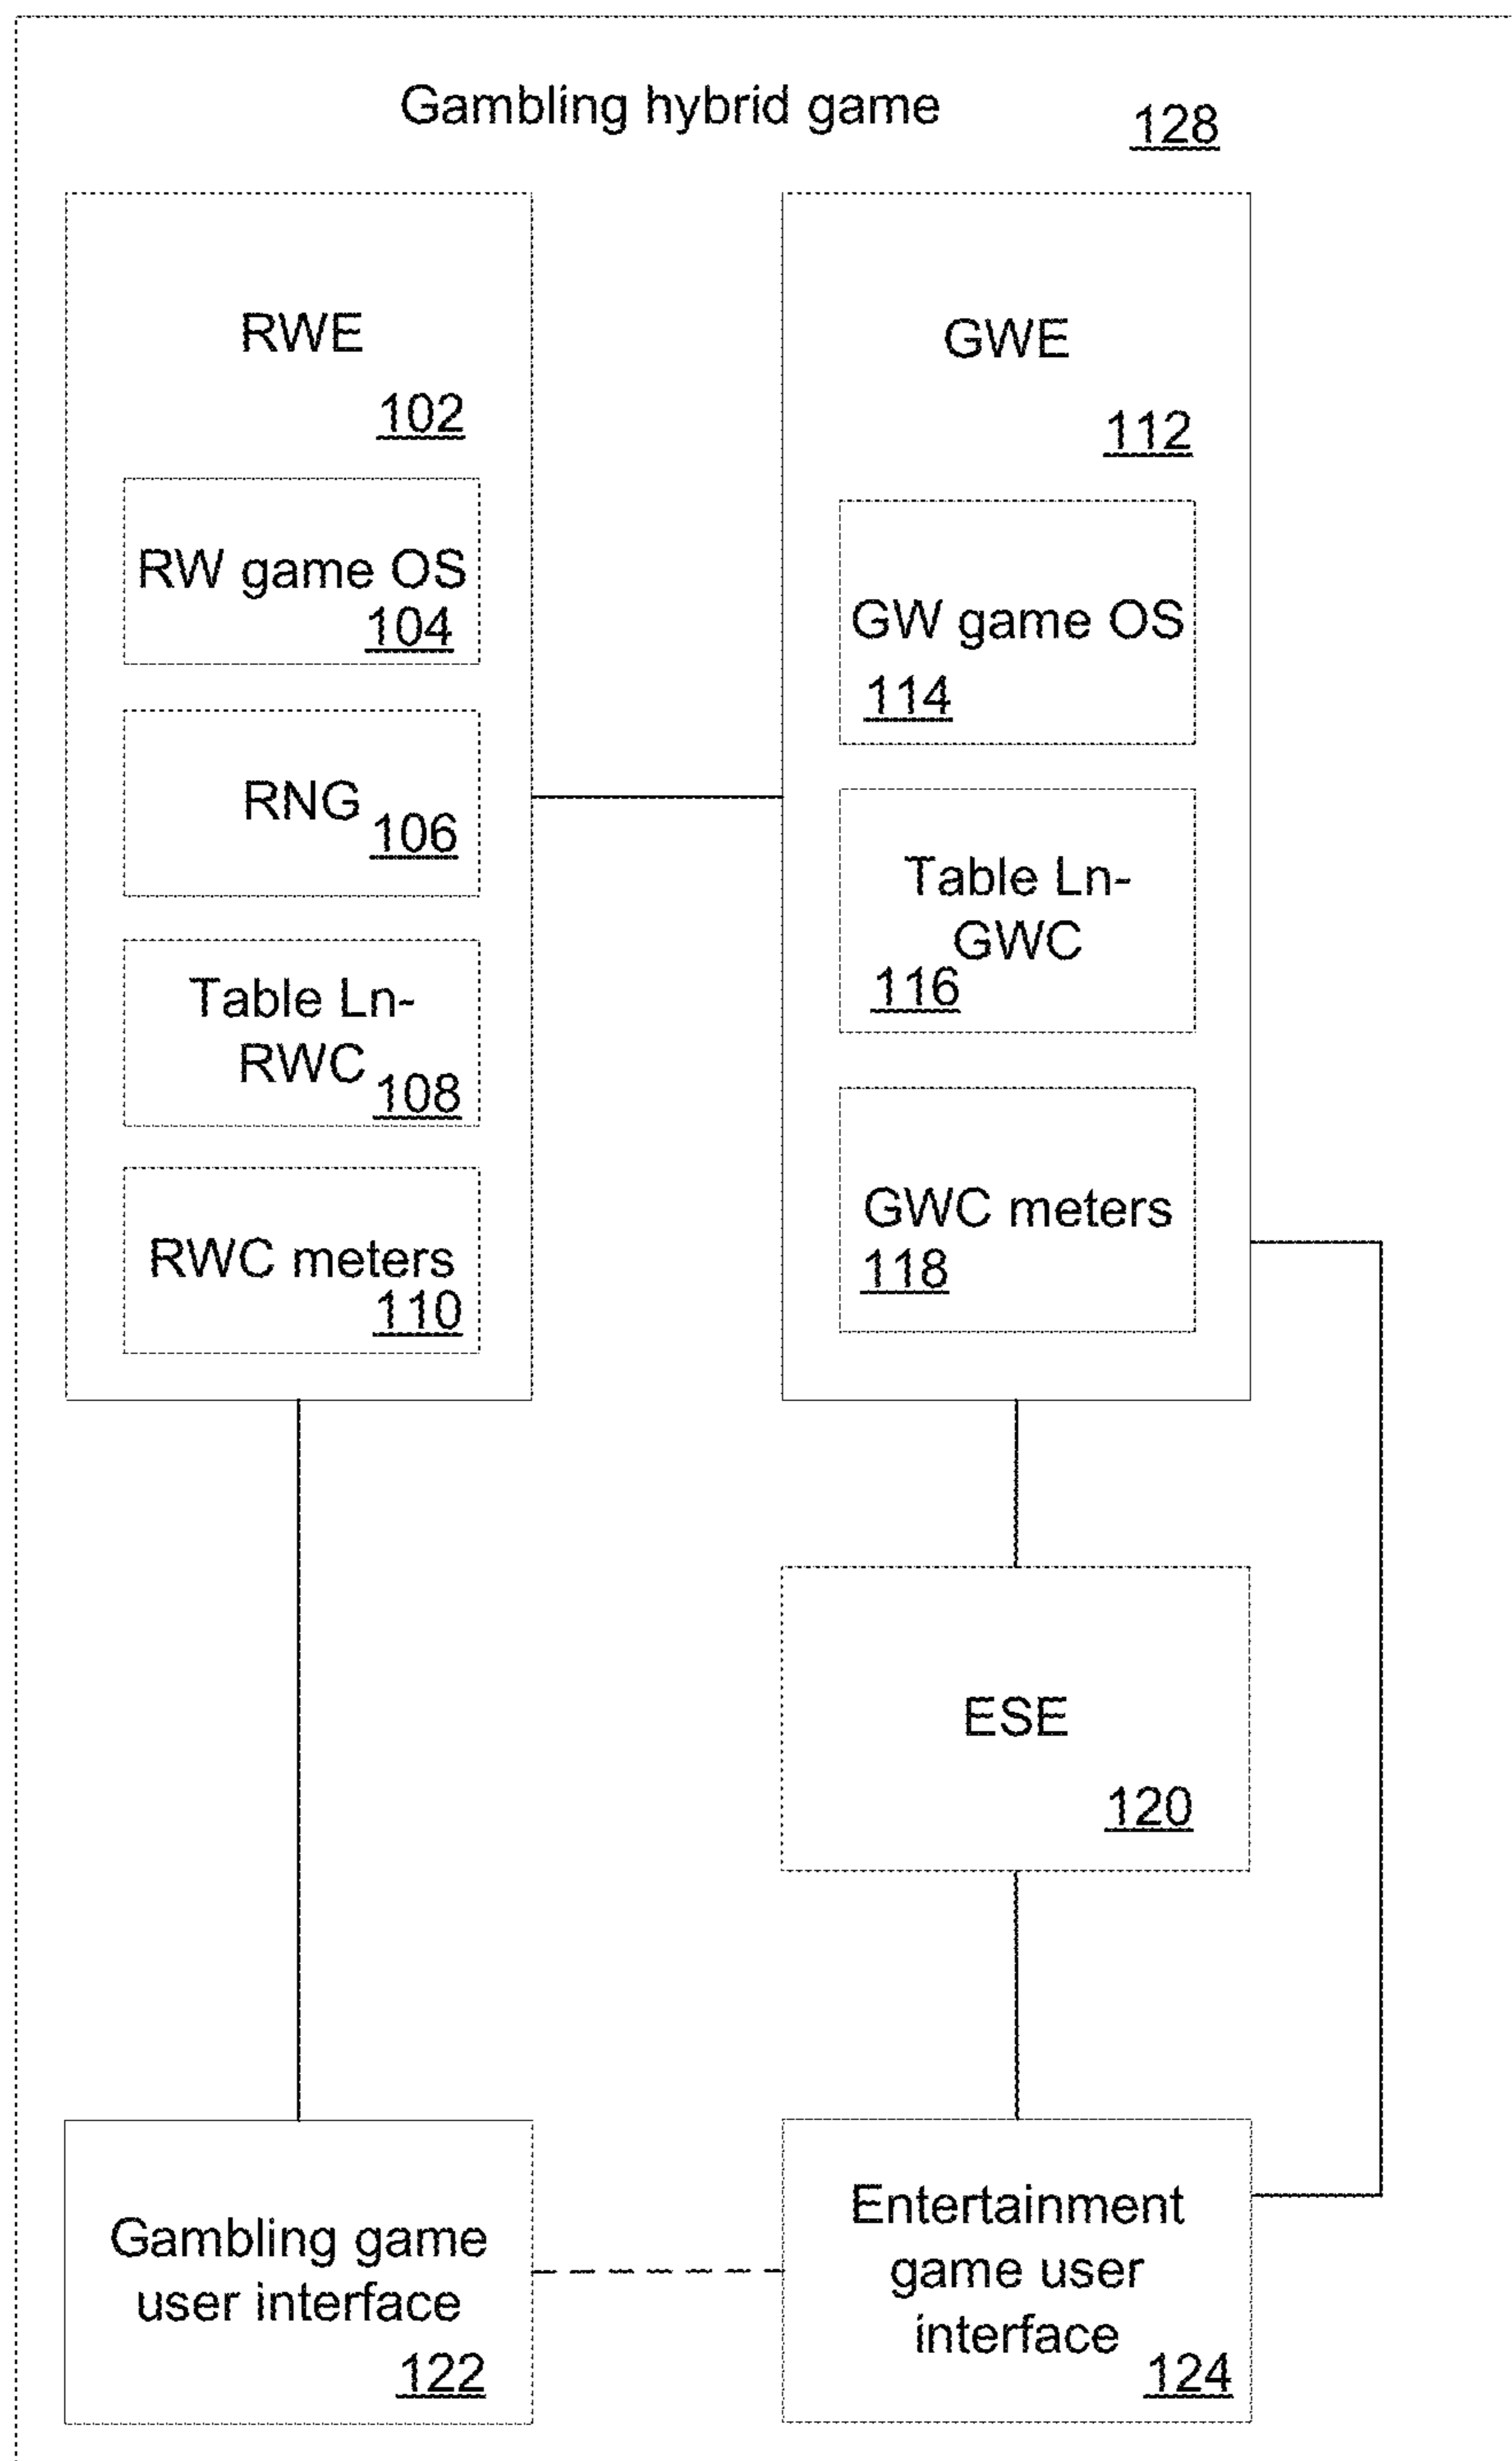 Gambling hybrid game
128
RWE
102
RW game OS
104
RNG
106
Table Ln-
RWC
108
RWC meters
110
GWE
112
GW game OS
114
Table Ln-
GWC
116
GWC meters
118
ESE
120
Gambling game
user interface
122
Entertainment
game user
interface
124